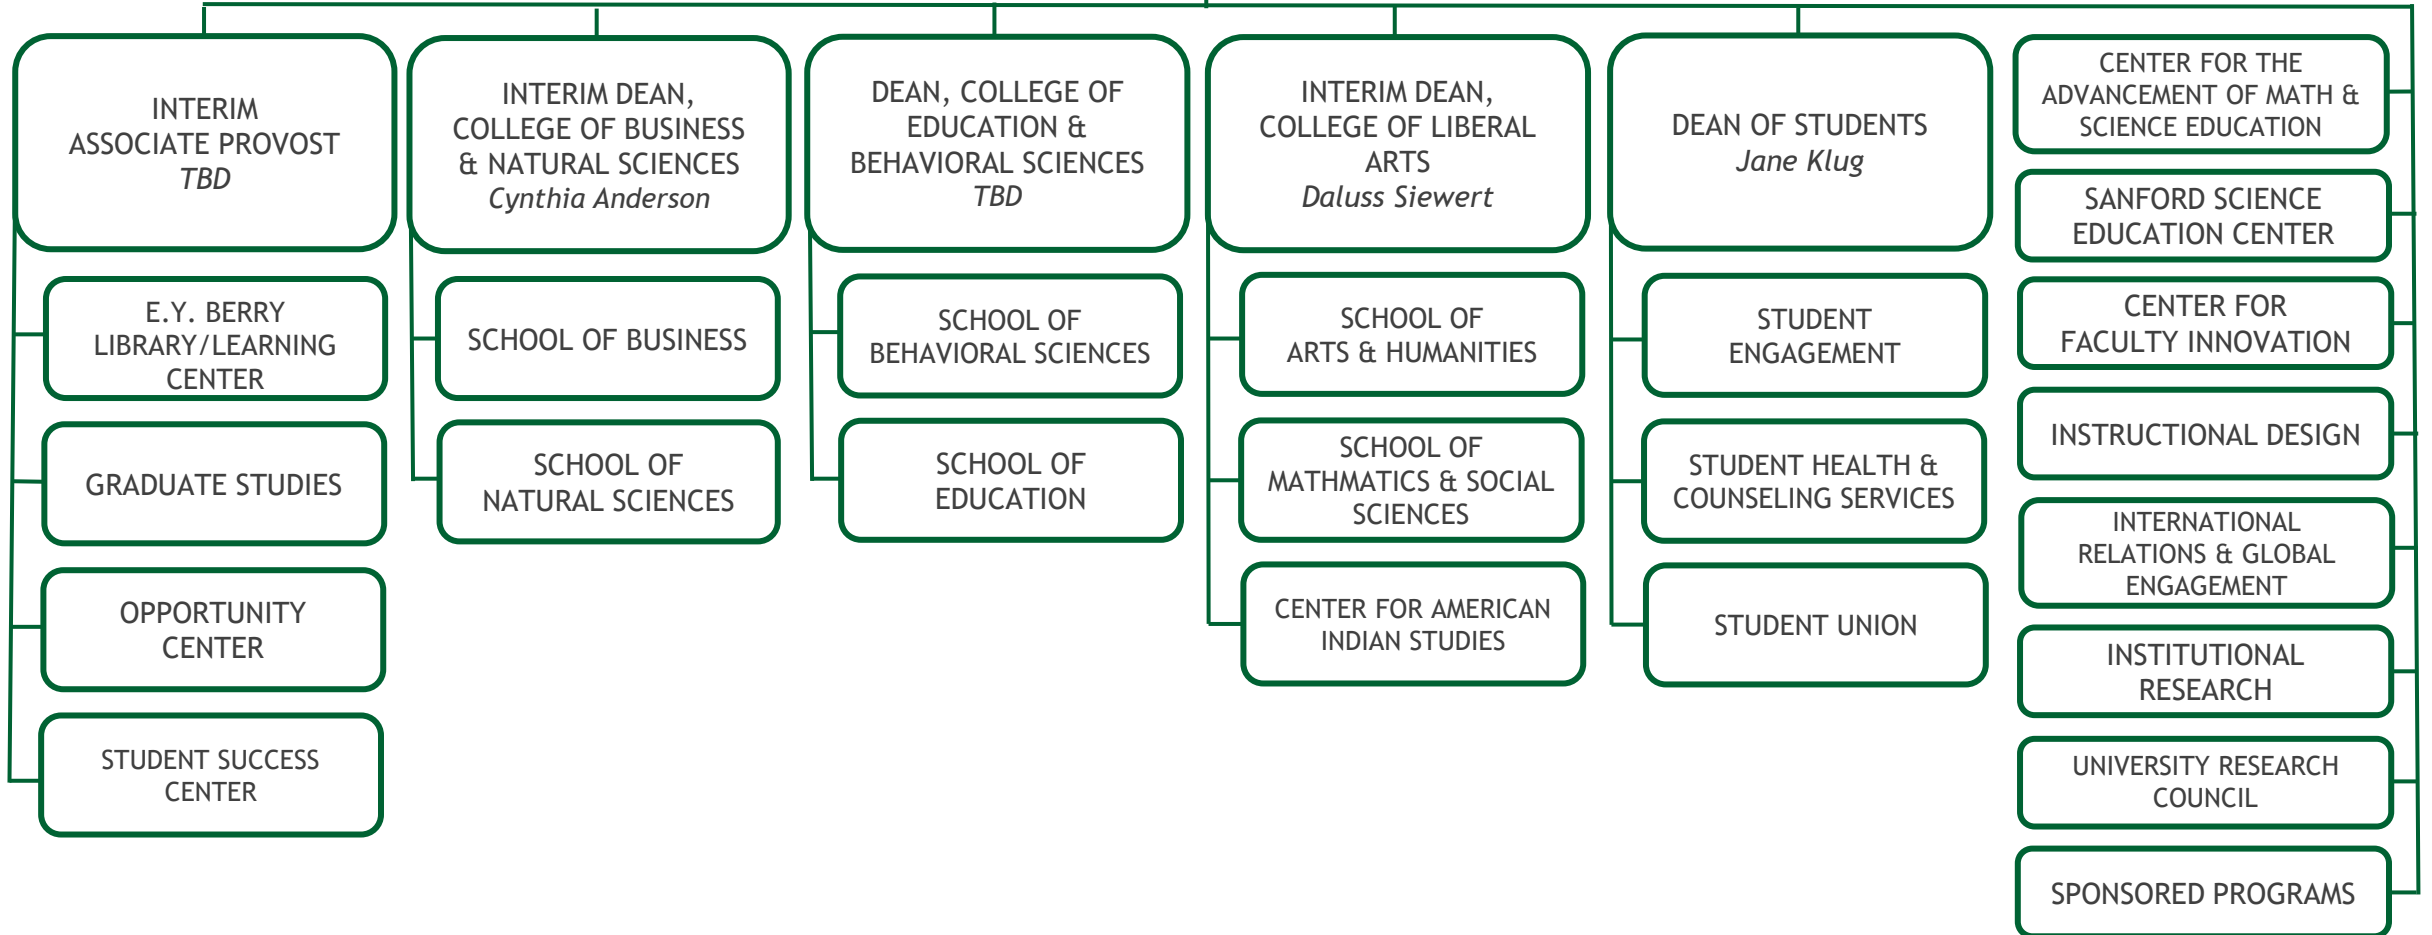 INTERIM
ASSOCIATE PROVOST
TBD
E.Y. BERRY
LIBRARY/LEARNING
CENTER
GRADUATE STUDIES
OPPORTUNITY
CENTER
STUDENT SUCCESS
CENTER
INTERIM DEAN,
COLLEGE OF BUSINESS
& NATURAL SCIENCES
Cynthia Anderson
SCHOOL OF BUSINESS
SCHOOL OF
NATURAL SCIENCES
DEAN, COLLEGE OF
EDUCATION &
BEHAVIORAL SCIENCES
TBD
SCHOOL OF
BEHAVIORAL SCIENCES
SCHOOL OF
EDUCATION
INTERIM DEAN,
COLLEGE OF LIBERAL
ARTS
Daluss Siewert
SCHOOL OF
ARTS & HUMANITIES
SCHOOL OF
MATHMATICS & SOCIAL
SCIENCES
CENTER FOR AMERICAN
INDIAN STUDIES
DEAN OF STUDENTS
Jane Klug
STUDENT
ENGAGEMENT
STUDENT HEALTH &
COUNSELING SERVICES
STUDENT UNION
CENTER FOR THE
ADVANCEMENT OF MATH &
SCIENCE EDUCATION
SANFORD SCIENCE
EDUCATION CENTER
CENTER FOR
FACULTY INNOVATION
INSTRUCTIONAL DESIGN
INTERNATIONAL
RELATIONS & GLOBAL
ENGAGEMENT
INSTITUTIONAL
RESEARCH
UNIVERSITY RESEARCH
COUNCIL
SPONSORED PROGRAMS